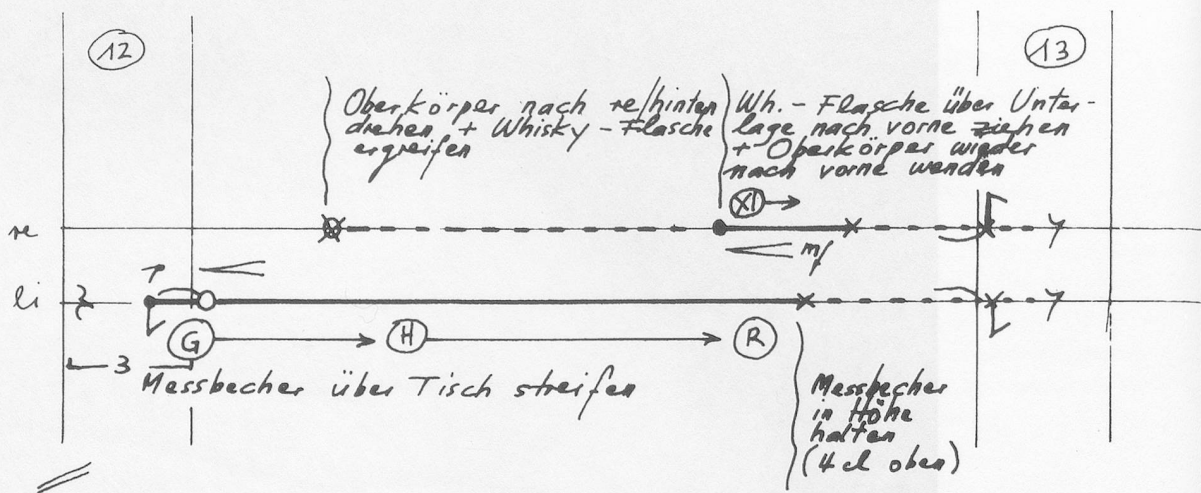 12
13
Oberkörper nach re/hinten
drehen + Whisky-Flasche
ergreifen
Wh.-Flasche über Unter-
lage nach vorne ziehen
+ Oberkörper wieder
nach vorne wenden
XI
re
mf
li
G
H
R
3
Messbecher über Tisch streifen
Messbecher
in Höhe
halten
(4 cl oben)